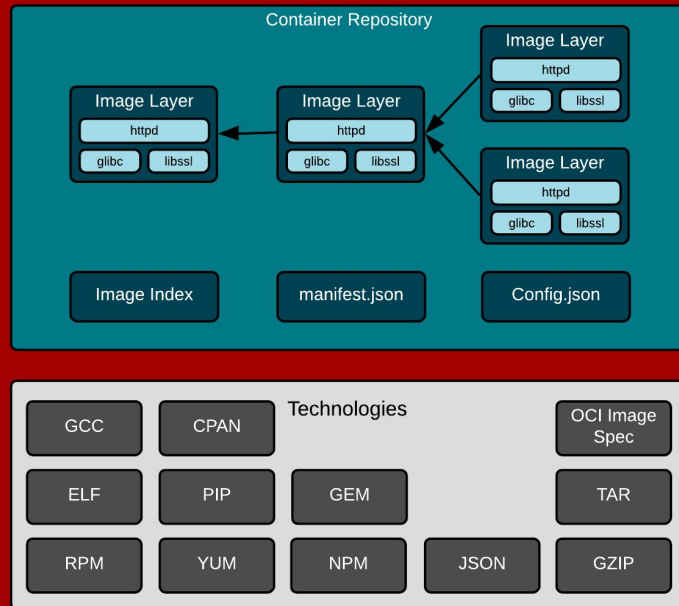 Container Repository
Image Layer
httpd
glibc libssl
Image Layer
httpd
glibc libssl
Image Layer
httpd
glibc libssl
Image Layer
httpd
glibc libssl
Image Index
manifest.json
Config.json
Technologies
GCC
CPAN
OCI Image
Spec
ELF
PIP
GEM
TAR
RPM
YUM
NPM
JSON
GZIP